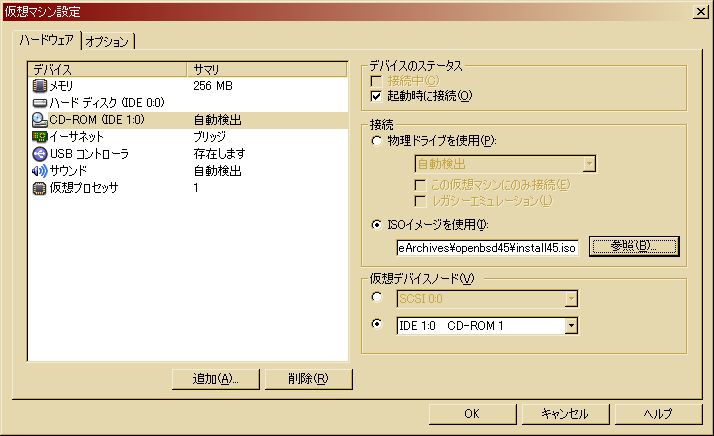 仮想マシン設定
ハードウェア オプション
デバイス サマリ
メモリ 256 MB
ハード ディスク (IDE 0:0)
CD-ROM (IDE 1:0) 自動検出
イーサネット ブリッジ
USB コントローラ 存在します
サウンド 自動検出
仮想プロセッサ 1
追加(A)... 削除(R)
デバイスのステータス
接続中(C)
起動時に接続(O)
接続
物理ドライブを使用(P):
自動検出
この仮想マシンにのみ接続(E)
レガシーエミュレーション(L)
ISOイメージを使用(I):
eArchives¥openbsd45¥install45.iso 参照(B)...
仮想デバイスノード(V)
SCSI 0:0
IDE 1:0 CD-ROM 1
OK キャンセル ヘルプ